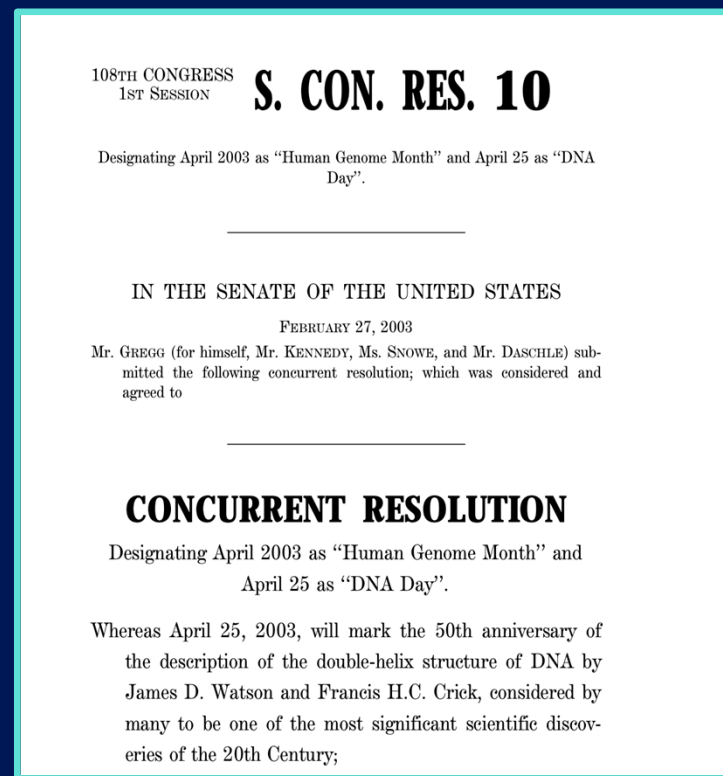 108TH CONGRESS
1ST SESSION
S. CON. RES. 10
Designating April 2003 as “Human Genome Month” and April 25 as “DNA
Day”.
IN THE SENATE OF THE UNITED STATES
FEBRUARY 27, 2003
Mr. GREGG (for himself, Mr. KENNEDY, Ms. SNOWE, and Mr. DASCHLE) sub-
mitted the following concurrent resolution; which was considered and
agreed to
CONCURRENT RESOLUTION
Designating April 2003 as “Human Genome Month” and
April 25 as “DNA Day”.
Whereas April 25, 2003, will mark the 50th anniversary of
the description of the double-helix structure of DNA by
James D. Watson and Francis H.C. Crick, considered by
many to be one of the most significant scientific discov-
eries of the 20th Century;